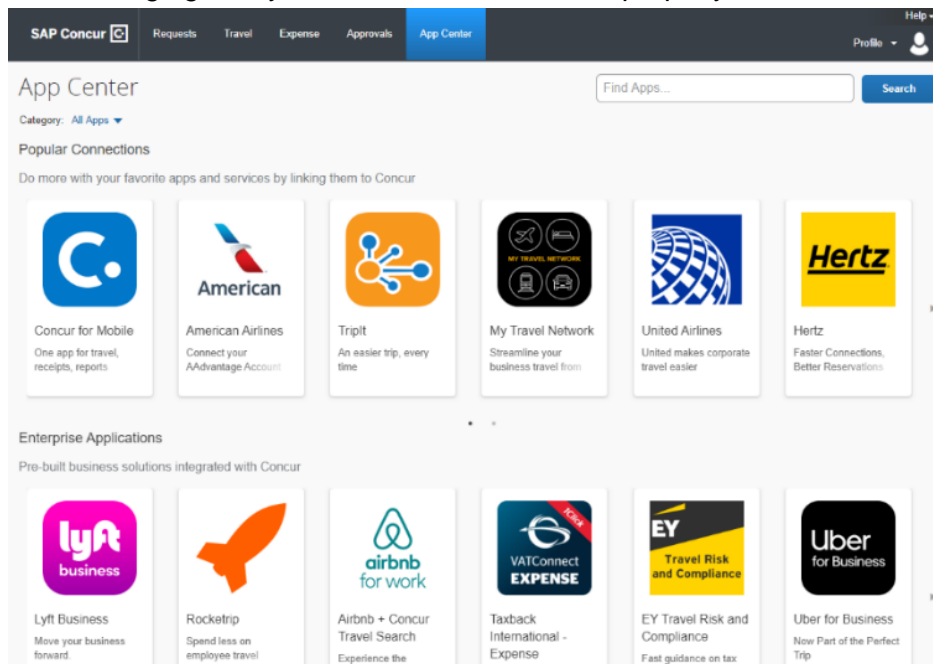 Help
SAP Concur C Requests Travel Expense Approvals App Center
Profile
App Center
Find Apps...
Search
Category: All Apps
Popular Connections
Do more with your favorite apps and services by linking them to Concur
C.
American
MY TRAVEL NETWORK
Hertz
Concur for Mobile
One app for travel,
receipts, reports
American Airlines
Connect your
AAdvantage Account
TripIt
An easier trip, every
time
My Travel Network
Streamline your
business travel from
United Airlines
United makes corporate
travel easier
Hertz
Faster Connections,
Better Reservations
Enterprise Applications
Pre-built business solutions integrated with Concur
lyft
business
airbnb
for work
1Click
VATConnect
EXPENSE
EY
Travel Risk
and Compliance
Uber
for Business
Lyft Business
Move your business
forward.
Rocketrip
Spend less on
employee travel
Airbnb + Concur
Travel Search
Experience the
Taxback
International -
Expense
EY Travel Risk and
Compliance
Fast guidance on tax
Uber for Business
Now Part of the Perfect
Trip